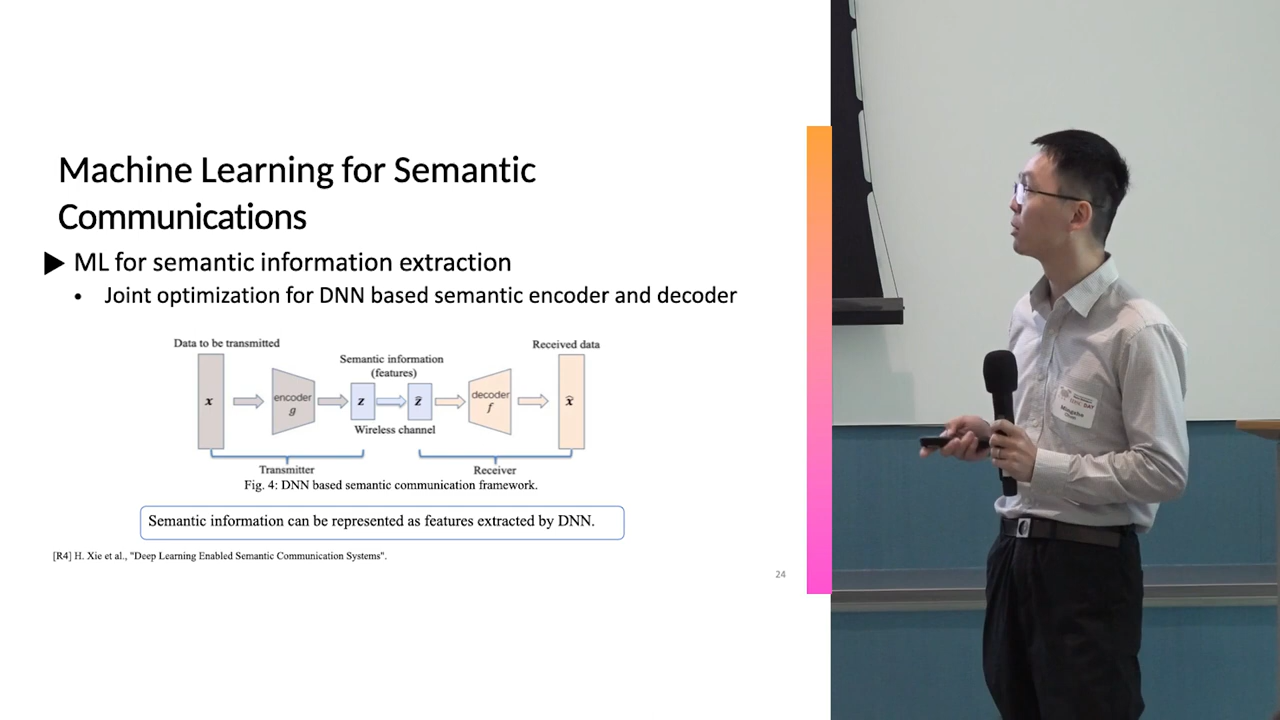 Machine Learning for Semantic
Communications
ML for semantic information extraction
• Joint optimization for DNN based semantic encoder and decoder
Data to be transmitted
Received data
Semantic information
(features)
x
encoder
g
z
ẑ
decoder
f
x̂
Wireless channel
Transmitter
Receiver
Fig. 4: DNN based semantic communication framework.
Semantic information can be represented as features extracted by DNN.
[R4] H. Xie et al., "Deep Learning Enabled Semantic Communication Systems".
24
DAY
Mingzhe
Chen